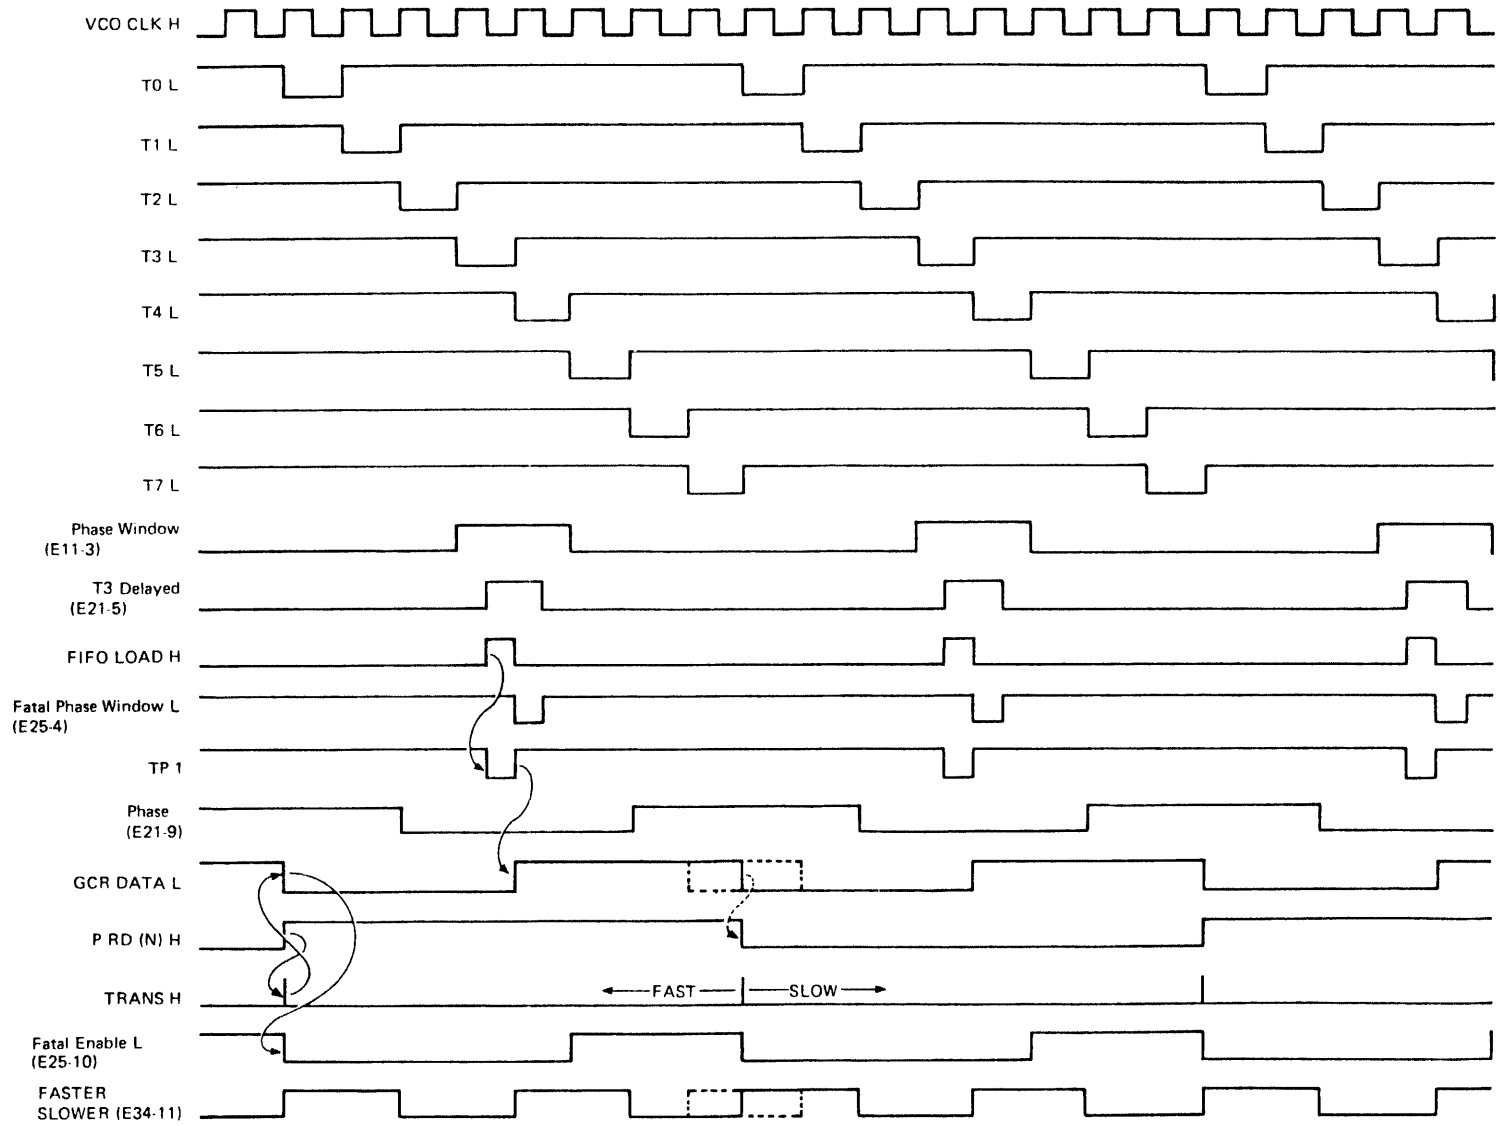 VCO CLK H
T0 L
T1 L
T2 L
T3 L
T4 L
T5 L
T6 L
T7 L
Phase Window
(E11-3)
T3 Delayed
(E21-5)
FIFO LOAD H
Fatal Phase Window L
(E25-4)
TP 1
Phase
(E21-9)
GCR DATA L
P RD (N) H
TRANS H
FAST
SLOW
Fatal Enable L
(E25-10)
FASTER
SLOWER (E34-11)